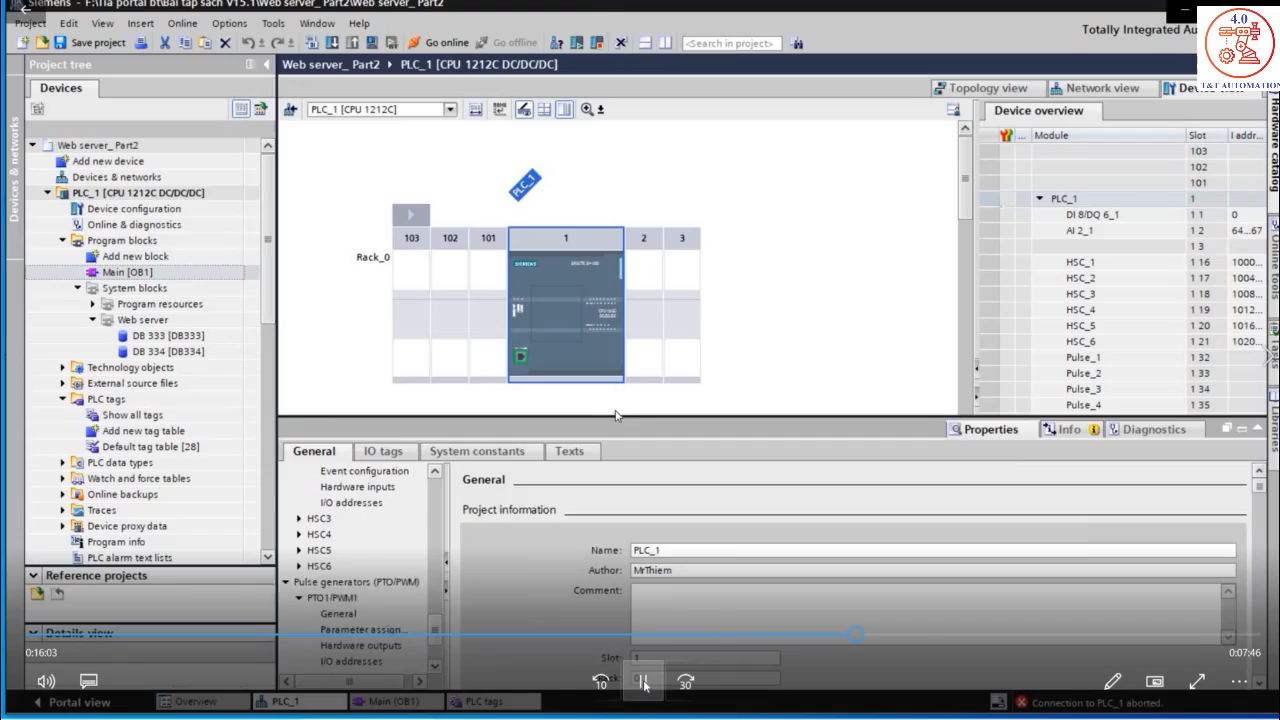 Siemens - F:\Tia portal bt\Bai tap sach V15.1\Web server_ Part2\Web server_ Part2
Project Edit View Insert Online Options Tools Window Help
Save project Go online Go offline <Search in project>
Totally Integrated Au
4.0
T&T AUTOMATION
Project tree
Devices
Devices & networks
Web server_ Part2
Add new device
Devices & networks
PLC_1 [CPU 1212C DC/DC/DC]
Device configuration
Online & diagnostics
Program blocks
Add new block
Main [OB1]
System blocks
Program resources
Web server
DB 333 [DB333]
DB 334 [DB334]
Technology objects
External source files
PLC tags
Show all tags
Add new tag table
Default tag table [28]
PLC data types
Watch and force tables
Online backups
Traces
Device proxy data
Program info
PLC alarm text lists
Reference projects
Details view
Web server_ Part2 PLC_1 [CPU 1212C DC/DC/DC]
Topology view Network view Dev
PLC_1 [CPU 1212C]
PLC_1
103 102 101 1 2 3
Rack_0
SIEMENS
Device overview
... Module Slot I addr...
103
102
101
PLC_1 1
DI 8/DQ 6_1 1 1 0
AI 2_1 1 2 64...67
1 3
HSC_1 1 16 1000...
HSC_2 1 17 1004...
HSC_3 1 18 1008...
HSC_4 1 19 1012...
HSC_5 1 20 1016...
HSC_6 1 21 1020...
Pulse_1 1 32
Pulse_2 1 33
Pulse_3 1 34
Pulse_4 1 35
Hardware catalog
Online tools
Tasks
Libraries
Properties Info Diagnostics
General IO tags System constants Texts
Event configuration
Hardware inputs
I/O addresses
HSC3
HSC4
HSC5
HSC6
Pulse generators (PTO/PWM)
PTO1/PWM1
General
Parameter assign...
Hardware outputs
I/O addresses
General
Project information
Name: PLC_1
Author: MrThiem
Comment:
Slot: 1
0:16:03 0:07:46
10 30
Portal view Overview PLC_1 Main (OB1) PLC tags Connection to PLC_1 aborted.